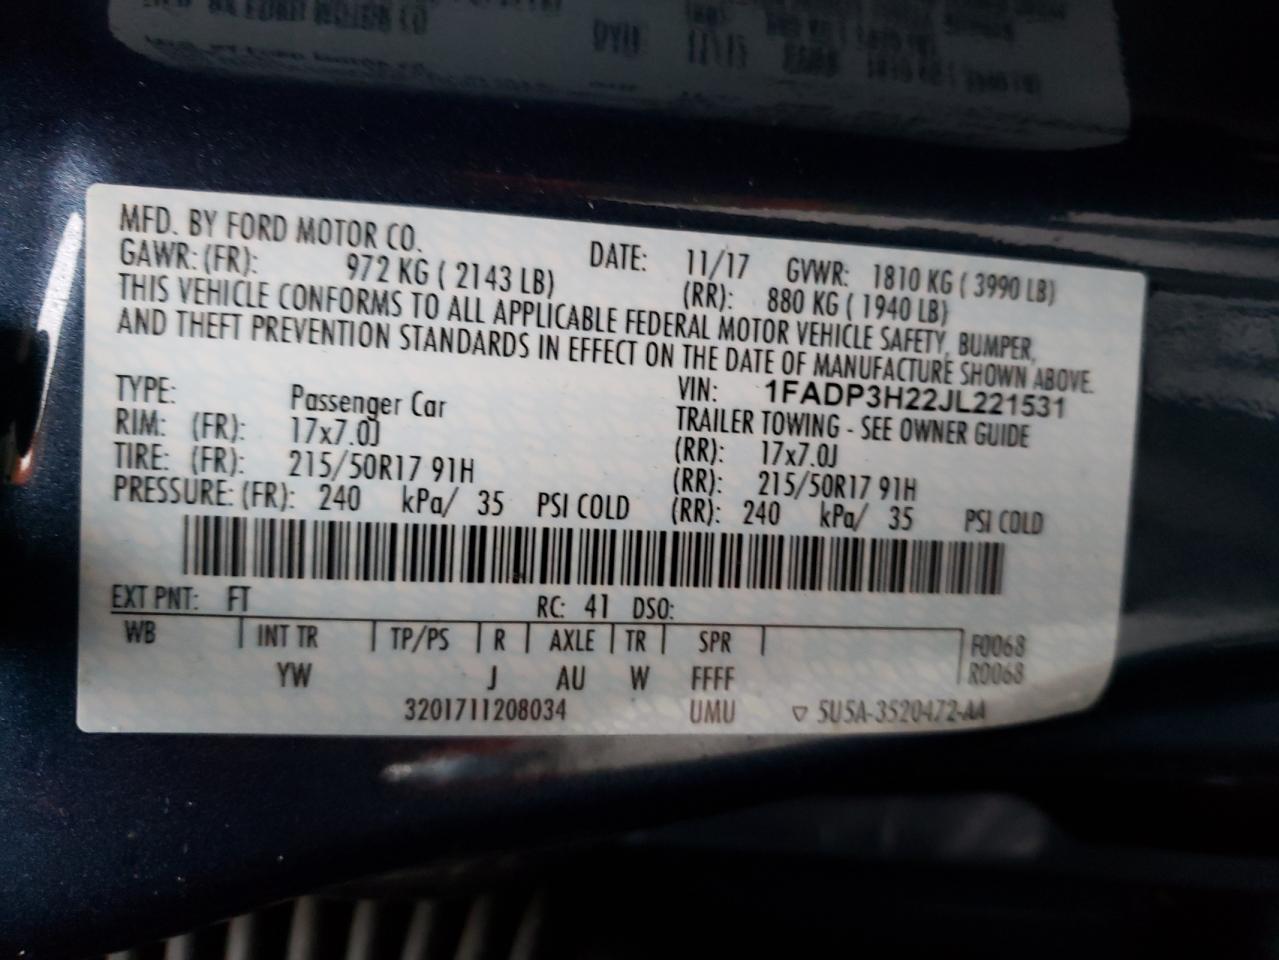 MFD. BY FORD MOTOR CO.
DATE: 11/17 GVWR: 1810 KG ( 3990 LB)
GAWR: (FR): 972 KG ( 2143 LB) (RR): 880 KG ( 1940 LB)
THIS VEHICLE CONFORMS TO ALL APPLICABLE FEDERAL MOTOR VEHICLE SAFETY, BUMPER,
AND THEFT PREVENTION STANDARDS IN EFFECT ON THE DATE OF MANUFACTURE SHOWN ABOVE.
VIN: 1FADP3H22JL221531
TYPE: Passenger Car TRAILER TOWING - SEE OWNER GUIDE
RIM: (FR): 17x7.0J (RR): 17x7.0J
TIRE: (FR): 215/50R17 91H (RR): 215/50R17 91H
PRESSURE: (FR): 240 kPa/ 35 PSI COLD (RR): 240 kPa/ 35 PSI COLD
EXT PNT: FT RC: 41 DSO:
WB INT TR TP/PS R AXLE TR SPR F0068
YW J AU W FFFF R0068
3201711208034 UMU ▽ 5U5A-3520472-AA